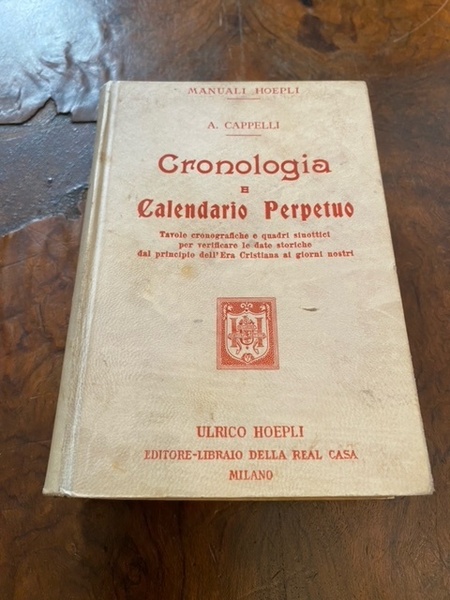 MANUALI HOEPLI
A. CAPPELLI
Cronologia
E
Calendario Perpetuo
Tavole cronografiche e quadri sinottici
per verificare le date storiche
dal principio dell'Era Cristiana ai giorni nostri
ULRICO HOEPLI
EDITORE-LIBRAIO DELLA REAL CASA
MILANO